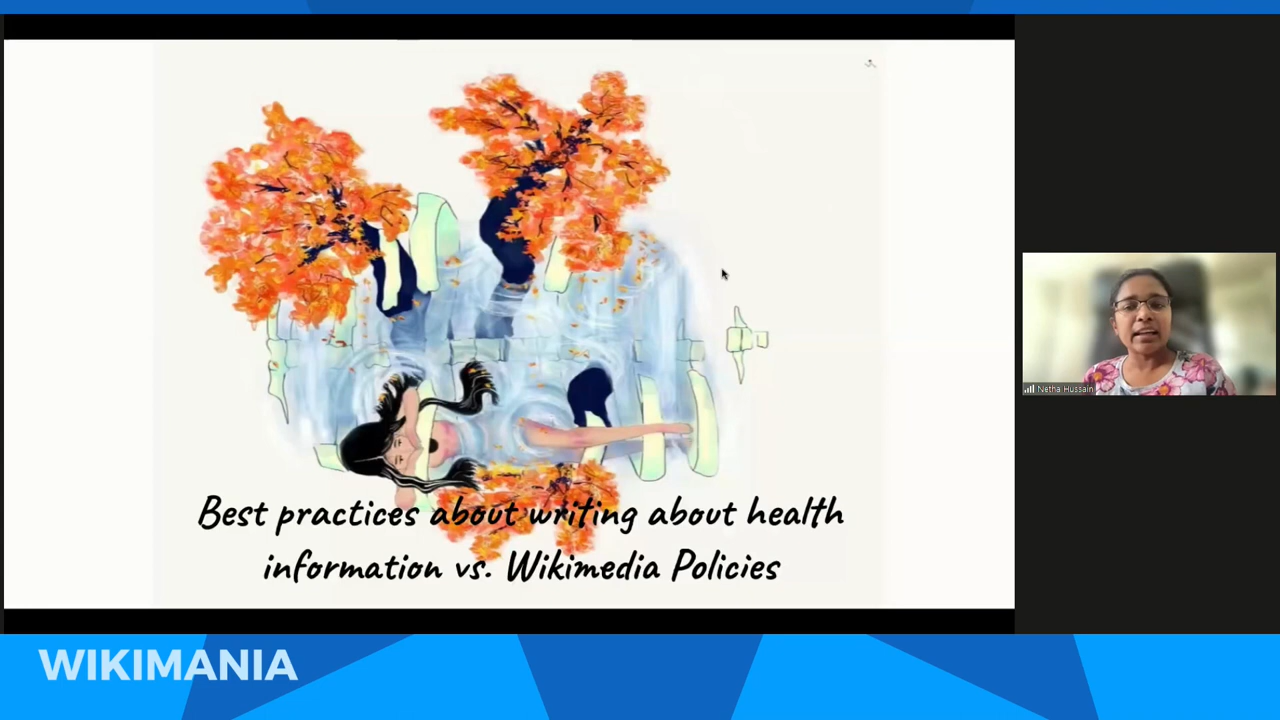 Best practices about writing about health
information vs. Wikimedia Policies
Netha Hussain
WIKIMANIA